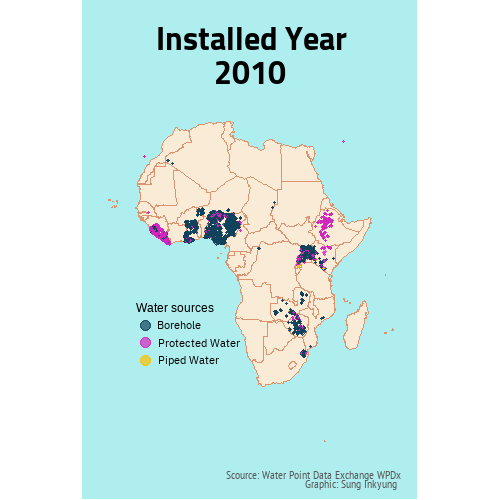 Installed Year
2010
Water sources
Borehole
Protected Water
Piped Water
Scource: Water Point Data Exchange WPDx
Graphic: Sung Inkyung